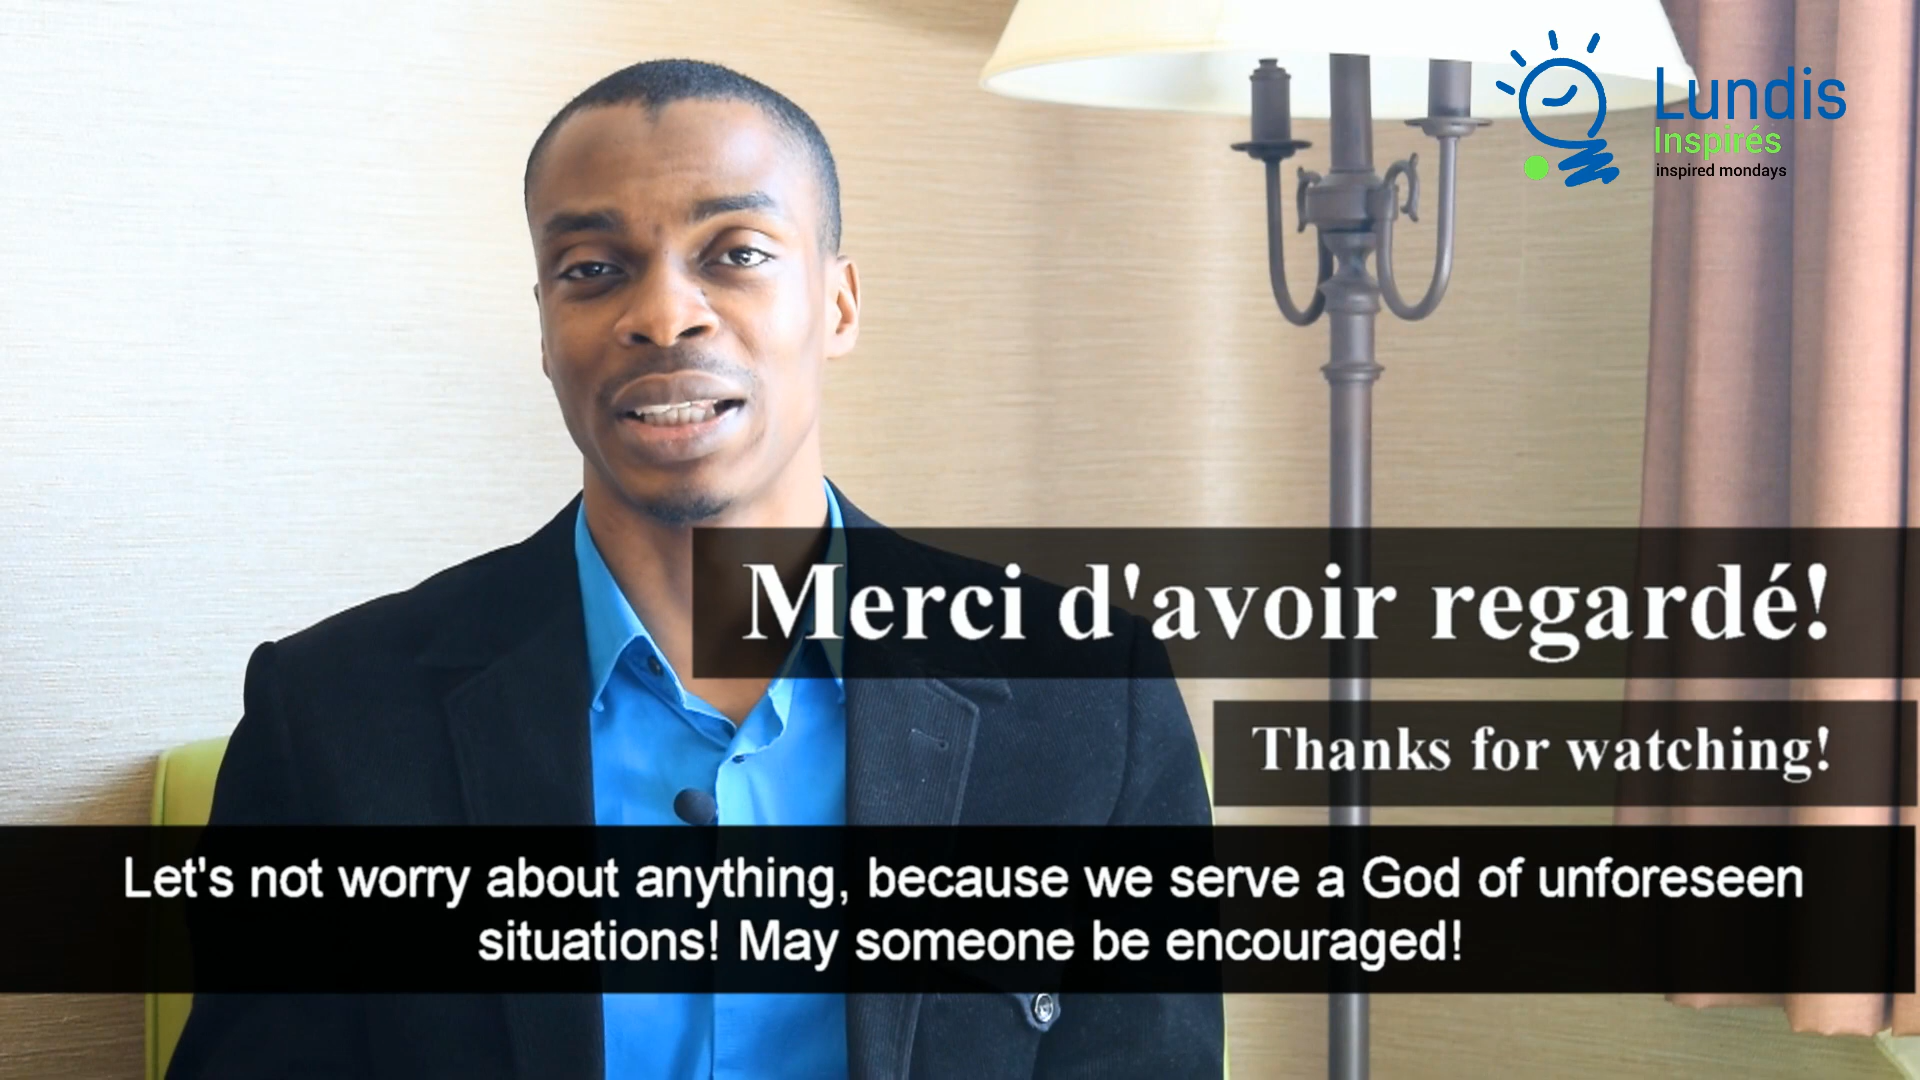 Lundis
Inspirés
inspired mondays
Merci d'avoir regardé!
Thanks for watching!
Let's not worry about anything, because we serve a God of unforeseen
situations! May someone be encouraged!